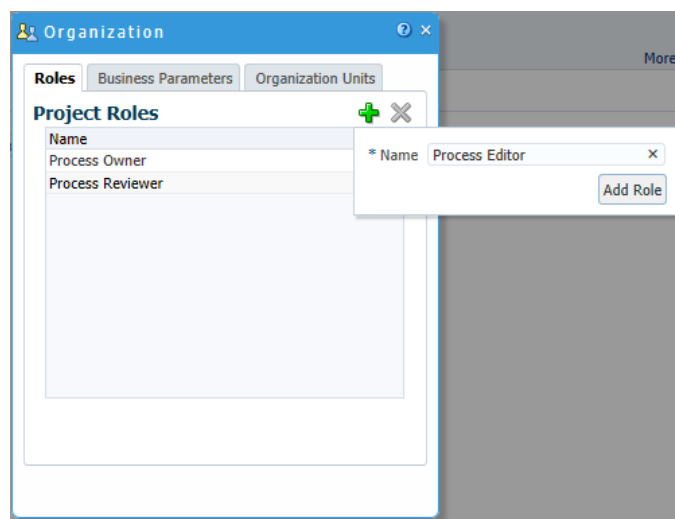 Organization
More
Roles Business Parameters Organization Units
Project Roles
Name
Process Owner
Process Reviewer
* Name Process Editor
Add Role